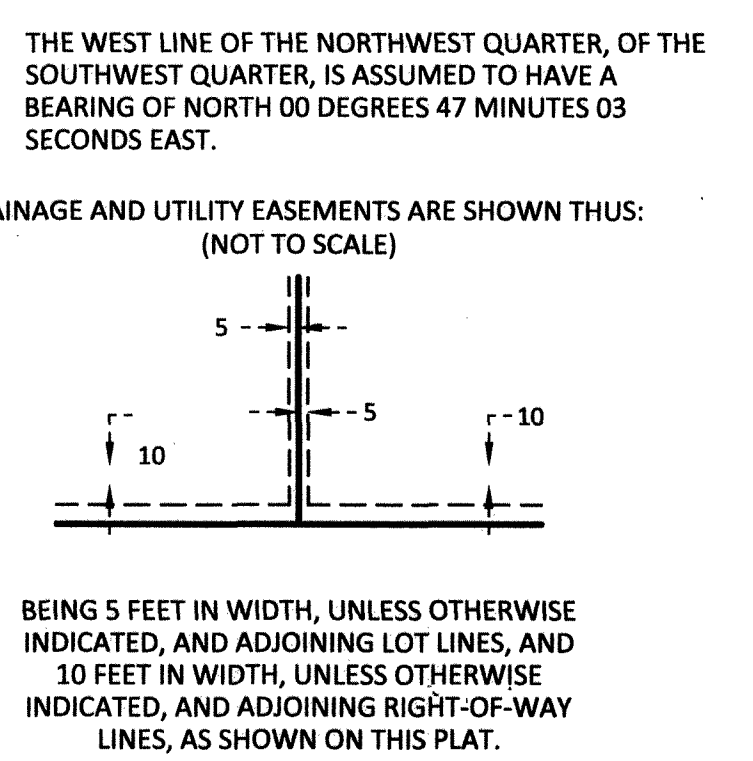 THE WEST LINE OF THE NORTHWEST QUARTER, OF THE
SOUTHWEST QUARTER, IS ASSUMED TO HAVE A
BEARING OF NORTH 00 DEGREES 47 MINUTES 03
SECONDS EAST.
AINAGE AND UTILITY EASEMENTS ARE SHOWN THUS:
(NOT TO SCALE)
5
5
10
10
BEING 5 FEET IN WIDTH, UNLESS OTHERWISE
INDICATED, AND ADJOINING LOT LINES, AND
10 FEET IN WIDTH, UNLESS OTHERWISE
INDICATED, AND ADJOINING RIGHT-OF-WAY
LINES, AS SHOWN ON THIS PLAT.